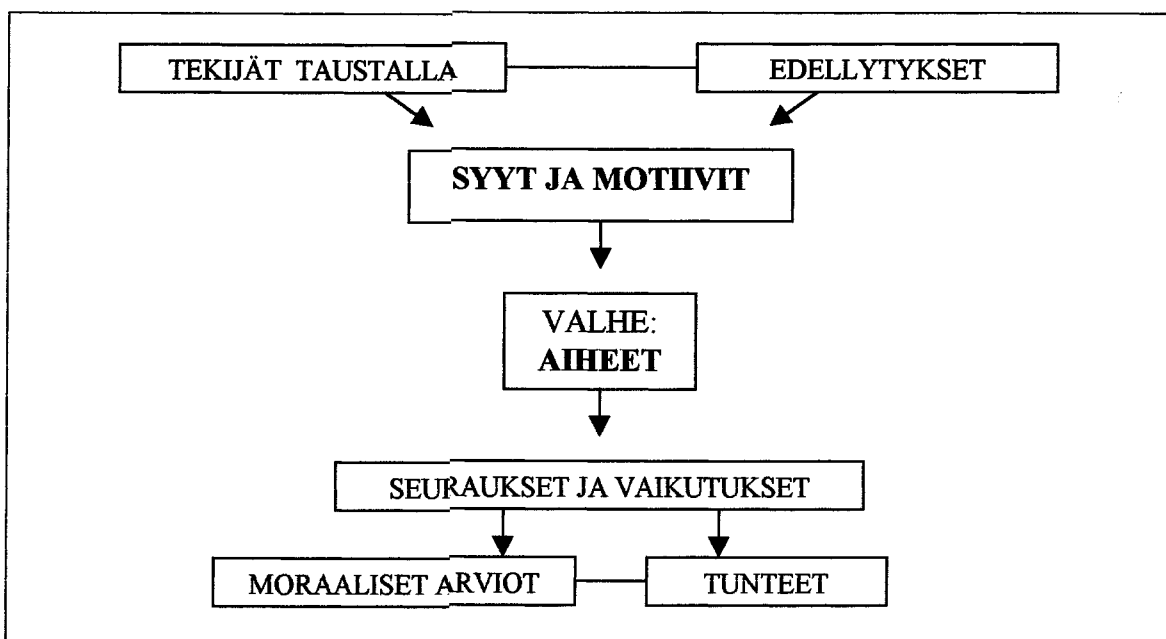 TEKIJÄT TAUSTALLA
EDELLYTYKSET
SYYT JA MOTIIVIT
VALHE:
AIHEET
SEURAUKSET JA VAIKUTUKSET
MORAALISET ARVIOT
TUNTEET